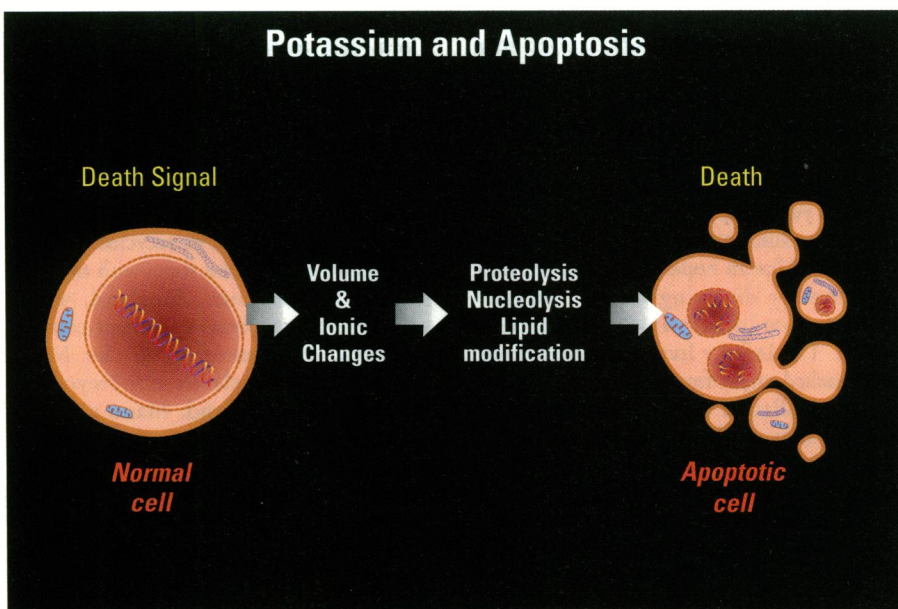 Potassium and Apoptosis
Death Signal
Death
Volume
&
Ionic
Changes
Proteolysis
Nucleolysis
Lipid
modification
Normal
cell
Apoptotic
cell